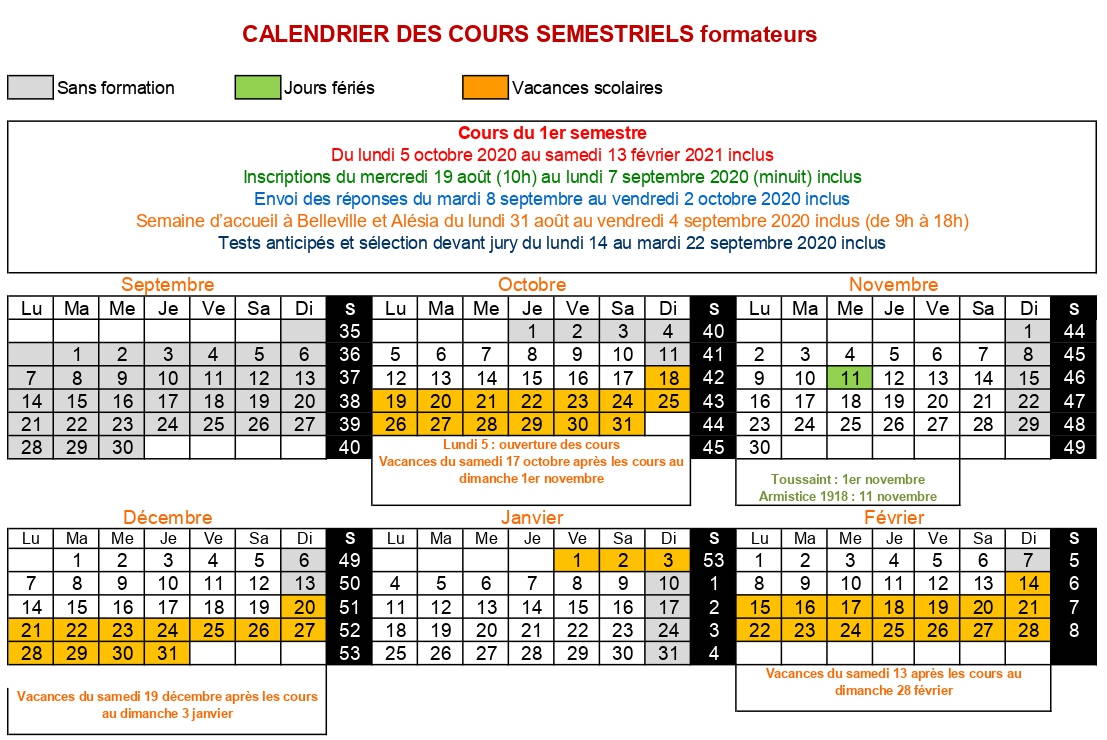 CALENDRIER DES COURS SEMESTRIELS formateurs
Sans formation Jours fériés Vacances scolaires
Cours du 1er semestre
Du lundi 5 octobre 2020 au samedi 13 février 2021 inclus
Inscriptions du mercredi 19 août (10h) au lundi 7 septembre 2020 (minuit) inclus
Envoi des réponses du mardi 8 septembre au vendredi 2 octobre 2020 inclus
Semaine d'accueil à Belleville et Alésia du lundi 31 août au vendredi 4 septembre 2020 inclus (de 9h à 18h)
Tests anticipés et sélection devant jury du lundi 14 au mardi 22 septembre 2020 inclus
Septembre
Lu Ma Me Je Ve Sa Di S
35
1 2 3 4 5 6 36
7 8 9 10 11 12 13 37
14 15 16 17 18 19 20 38
21 22 23 24 25 26 27 39
28 29 30 40
Octobre
Lu Ma Me Je Ve Sa Di S
1 2 3 4 40
5 6 7 8 9 10 11 41
12 13 14 15 16 17 18 42
19 20 21 22 23 24 25 43
26 27 28 29 30 31 44
45
Lundi 5 : ouverture des cours
Vacances du samedi 17 octobre après les cours au
dimanche 1er novembre
Novembre
Lu Ma Me Je Ve Sa Di S
1 44
2 3 4 5 6 7 8 45
9 10 11 12 13 14 15 46
16 17 18 19 20 21 22 47
23 24 25 26 27 28 29 48
30 49
Toussaint : 1er novembre
Armistice 1918 : 11 novembre
Décembre
Lu Ma Me Je Ve Sa Di S
1 2 3 4 5 6 49
7 8 9 10 11 12 13 50
14 15 16 17 18 19 20 51
21 22 23 24 25 26 27 52
28 29 30 31 53
Vacances du samedi 19 décembre après les cours
au dimanche 3 janvier
Janvier
Lu Ma Me Je Ve Sa Di S
1 2 3 53
4 5 6 7 8 9 10 1
11 12 13 14 15 16 17 2
18 19 20 21 22 23 24 3
25 26 27 28 29 30 31 4
Février
Lu Ma Me Je Ve Sa Di S
1 2 3 4 5 6 7 5
8 9 10 11 12 13 14 6
15 16 17 18 19 20 21 7
22 23 24 25 26 27 28 8
Vacances du samedi 13 après les cours au
dimanche 28 février